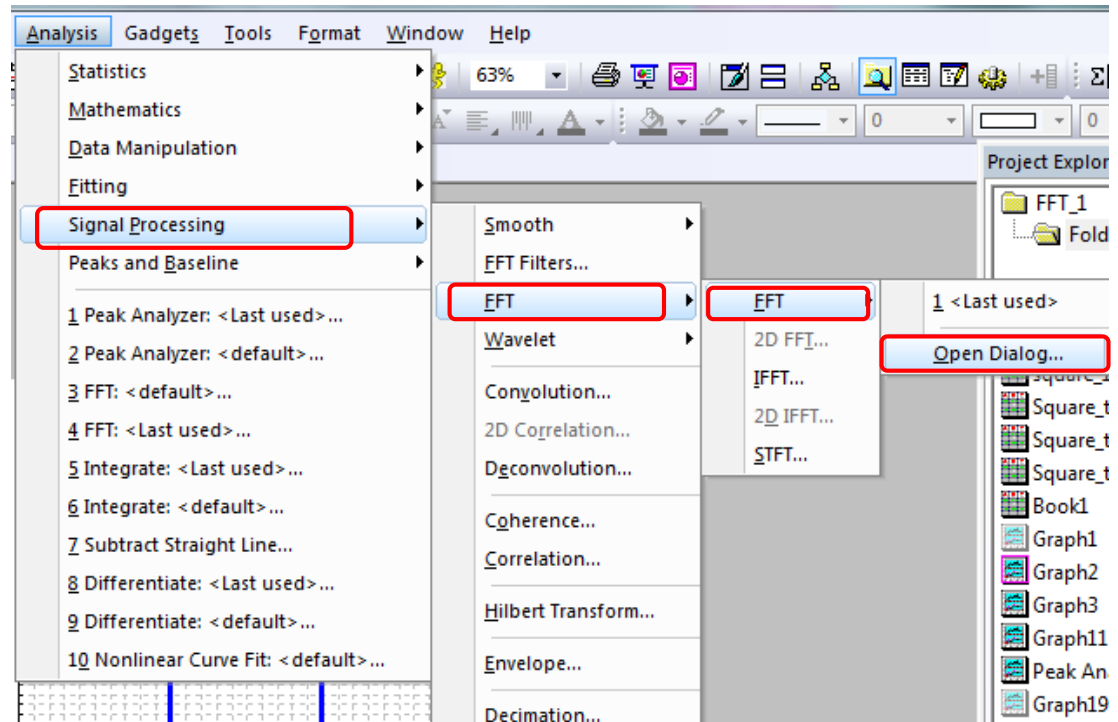 Analysis Gadgets Tools Format Window Help
63%
0
0
Statistics
Mathematics
Data Manipulation
Fitting
Signal Processing
Peaks and Baseline
1 Peak Analyzer: <Last used>...
2 Peak Analyzer: <default>...
3 FFT: <default>...
4 FFT: <Last used>...
5 Integrate: <Last used>...
6 Integrate: <default>...
7 Subtract Straight Line...
8 Differentiate: <Last used>...
9 Differentiate: <default>...
10 Nonlinear Curve Fit: <default>...
Smooth
FFT Filters...
FFT
Wavelet
Convolution...
2D Correlation...
Deconvolution...
Coherence...
Correlation...
Hilbert Transform...
Envelope...
Decimation...
FFT
2D FFT...
IFFT...
2D IFFT...
STFT...
1 <Last used>
Open Dialog...
Project Explor
FFT_1
Fold
Square_t
Square_t
Square_t
Book1
Graph1
Graph2
Graph3
Graph11
Peak An
Graph19